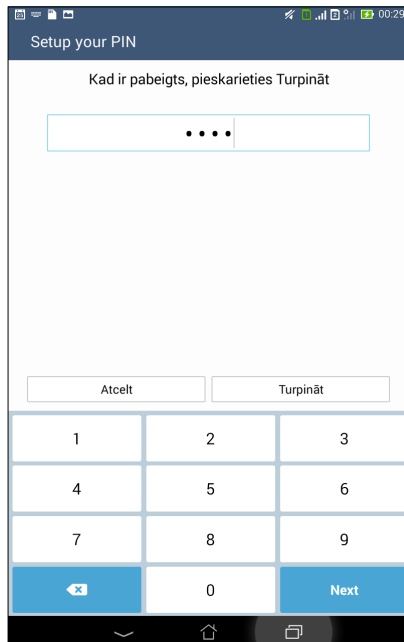 00:29
Setup your PIN
Kad ir pabeigts, pieskarieties Turpināt
••••
Atcelt Turpināt
1 2 3
4 5 6
7 8 9
0 Next